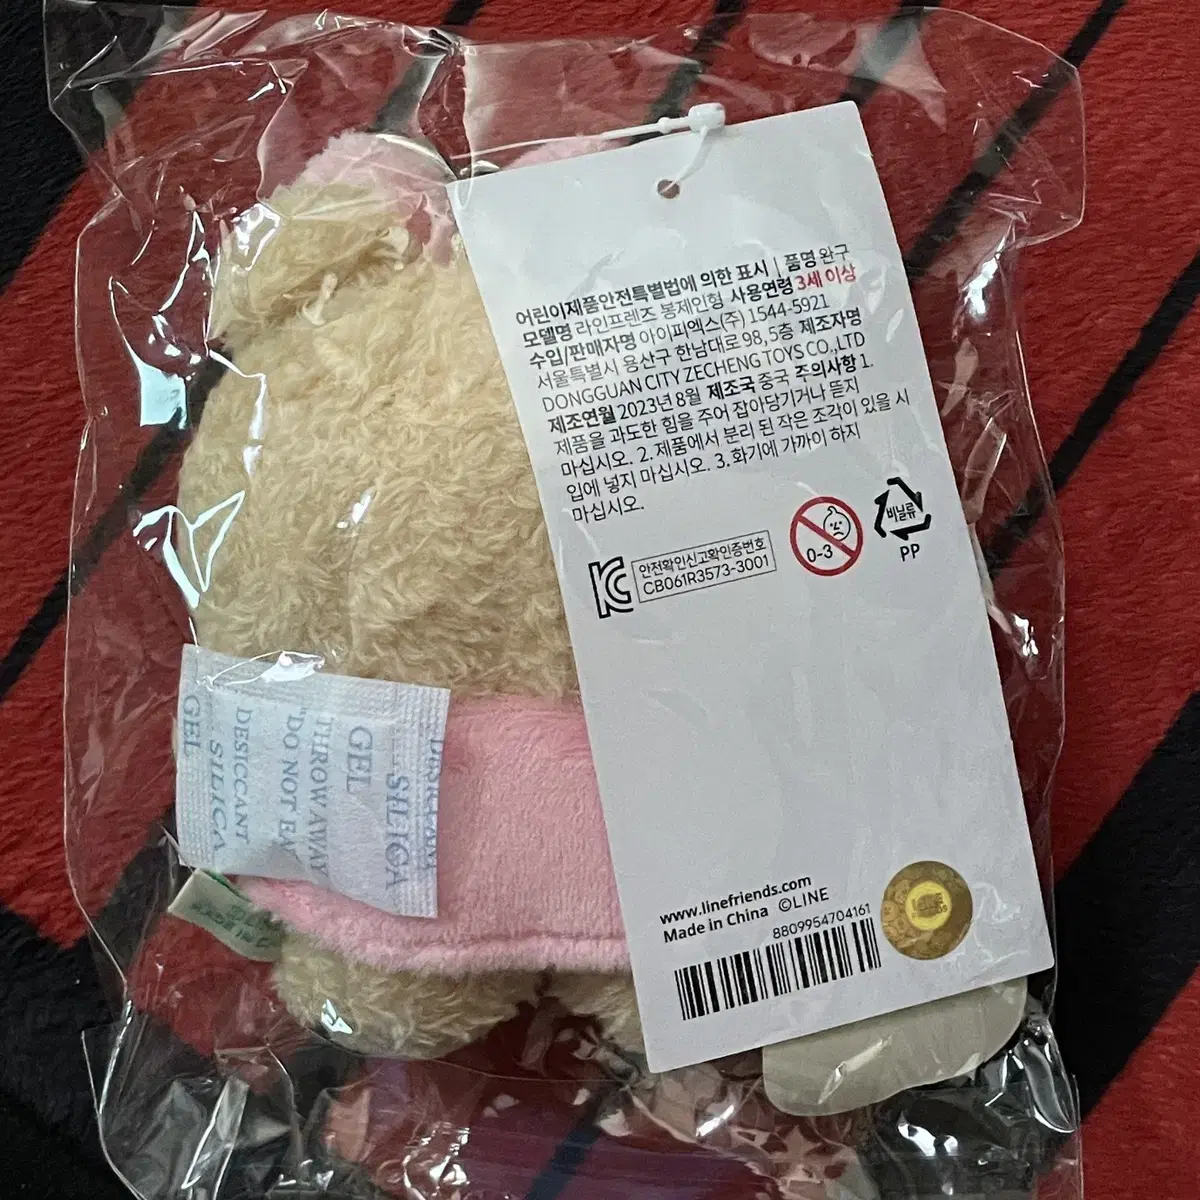 어린이제품안전특별법에 의한 표시 | 품명 완구
모델명 라인프렌즈 봉제인형 사용연령 3세 이상
수입/판매자명 아이피엑스(주) 1544-5921
서울특별시 용산구 한남대로 98, 5층 제조자명
DONGGUAN CITY ZECHENG TOYS CO.,LTD
제조연월 2023년 8월 제조국 중국 주의사항 1.
제품을 과도한 힘을 주어 잡아당기거나 뜯지
마십시오. 2. 제품에서 분리 된 작은 조각이 있을 시
입에 넣지 마십시오. 3. 화기에 가까이 하지
마십시오.
안전확인신고확인증번호
CB061R3573-3001
0-3
비닐류
PP
www.linefriends.com
Made in China ©LINE
8809954704161
SILICA
GEL
THROW AWAY
"DO NOT EA
DESICCANT
SILICA
GEL